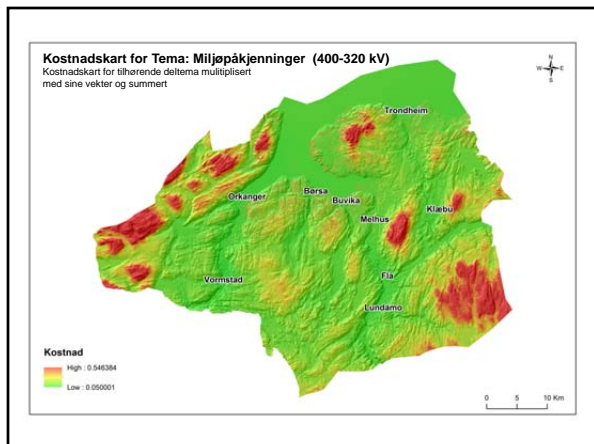 Kostnadskart for Tema: Miljøpåkjenninger (400-320 kV)
Kostnadskart for tilhørende deltema mulitiplisert
med sine vekter og summert
N
W E
S
Trondheim
Orkanger
Børsa
Buvika
Melhus
Klæbu
Vormstad
Flå
Lundamo
Kostnad
High : 0.546384
Low : 0.050001
0 5 10 Km